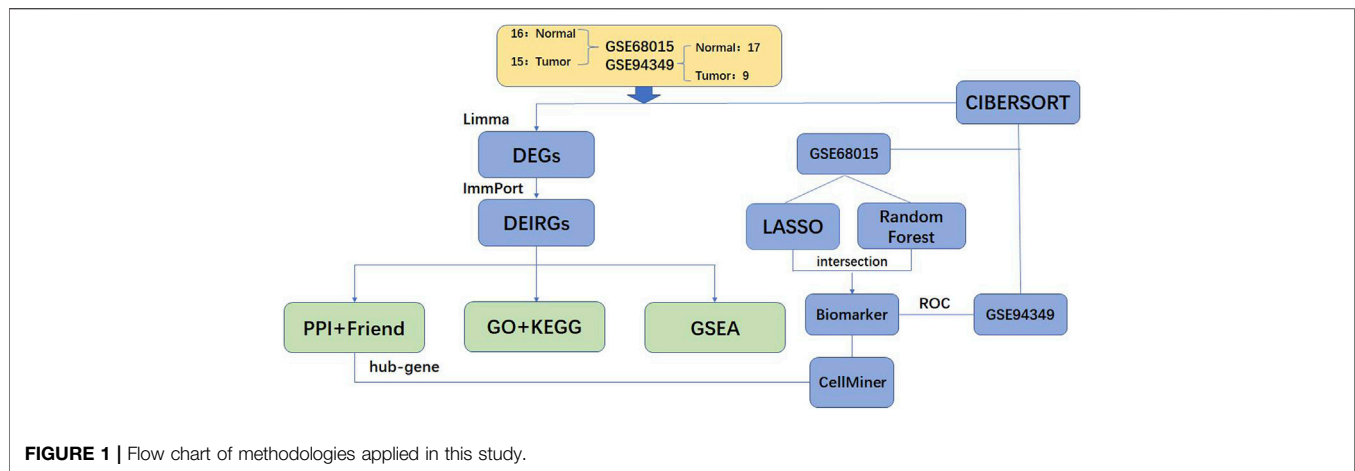 16：Normal
15：Tumor
GSE68015
GSE94349
Normal：17
Tumor：9
CIBERSORT
Limma
DEGs
GSE68015
ImmPort
DEIRGs
LASSO
Random
Forest
intersection
PPI+Friend
GO+KEGG
GSEA
Biomarker
ROC
GSE94349
hub-gene
CellMiner
FIGURE 1 | Flow chart of methodologies applied in this study.